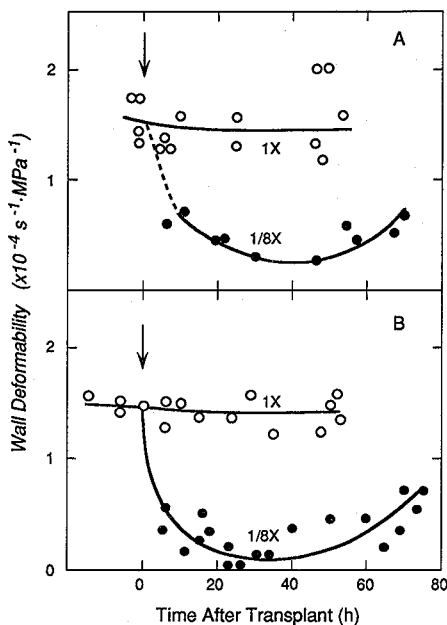 A
2
1
1X
1/8X
B
2
1
0
1X
1/8X
0
20
40
60
80
Wall Deformability (x10⁻⁴ s⁻¹·MPa⁻¹)
Time After Transplant (h)